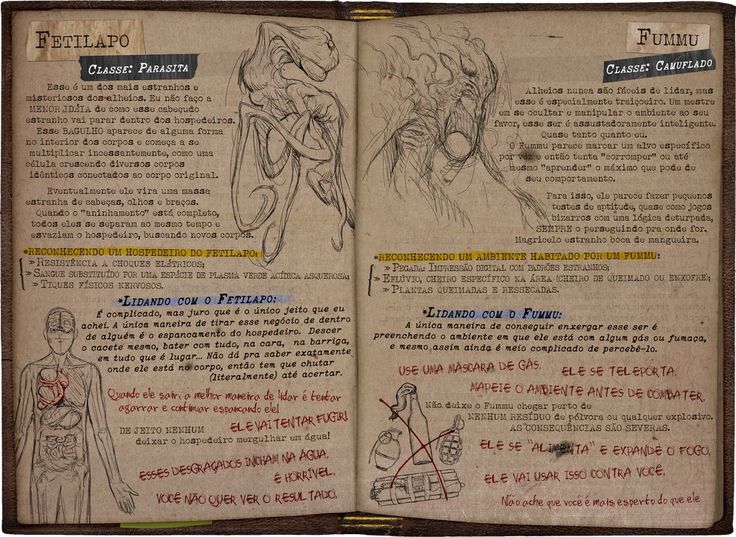 FETILAPO
CLASSE: PARASITA
Esse é um dos mais estranhos e
misteriosos dos alheios. Eu não faço a
MENOR IDÉIA de como esse cabeçudo
estranho vai parar dentro dos hospedeiros.
Esse BAGULHO aparece de alguma forma
no interior dos corpos e começa a se
multiplicar incessantemente, como uma
célula crescendo diversos corpos
idênticos conectados ao corpo original.
Eventualmente ele vira uma massa
estranha de cabeças, olhos e braços.
Quando o "aninhamento" está completo,
todos eles se separam ao mesmo tempo e
esvaziam o hospedeiro, buscando novos corpos.
*RECONHECENDO UM HOSPEDEIRO DO FETILAPO:
» RESISTÊNCIA A CHOQUES ELÉTRICOS;
» SANGUE SUBSTITUÍDO POR UMA ESPÉCIE DE PLASMA VERDE ACÍDICA ASQUEROSA;
» TIQUES FÍSICOS NERVOSOS.
*LIDANDO COM O FETILAPO:
É complicado, mas juro que é o único jeito que eu
achei. A única maneira de tirar esse negócio de dentro
de alguém é o espancamento do hospedeiro. Descer
o cacete mesmo, bater com tudo, na cara, na barriga,
em tudo que é lugar... Não dá pra saber exatamente
onde ele está no corpo, então tem que chutar
(literalmente) até acertar.
Quando ele sair, a melhor maneira de lidar é tentar
agarrar e continuar espancando ele!
ELE VAI TENTAR FUGIR!
DE JEITO NENHUM
deixar o hospedeiro mergulhar em água!
ESSES DESGRAÇADOS INCHAM NA ÁGUA,
É HORRÍVEL,
VOCÊ NÃO QUER VER O RESULTADO.
FUMMU
CLASSE: CAMUFLADO
Alheios nunca são fáceis de lidar, mas
esse é especialmente traiçoeiro. Um mestre
em se ocultar e manipular o ambiente ao seu
favor, esse ser é assustadoramente inteligente.
Quase tanto quanto eu.
O Fummu parece marcar um alvo específico
por vez e então tenta "corromper" ou até
mesmo "aprender" o máximo que pode de
seu comportamento.
Para isso, ele parece fazer pequenos
testes de aptidão, quase como jogos
bizarros com uma lógica deturpada,
SEMPRE o perseguindo pra onde for.
Magricelo estranho boca de mangueira.
*RECONHECENDO UM AMBIENTE HABITADO POR UM FUMMU:
» PEGADAS IMPRESSÃO DIGITAL COM PADRÕES ESTRANHOS;
» EFLÚVIO, CHEIRO ESPECÍFICO NA ÁREA (CHEIRO DE QUEIMADO OU ENXOFRE);
» PLANTAS QUEIMADAS E RESSECADAS.
*LIDANDO COM O FUMMU:
A única maneira de conseguir enxergar esse ser é
preenchendo o ambiente em que ele está com algum gás ou fumaça,
e mesmo assim ainda é meio complicado de percebê-lo.
USE UMA MÁSCARA DE GÁS.
ELE SE TELEPORTA.
MAPEIE O AMBIENTE ANTES DE COMBATER.
Não deixe o Fummu chegar perto de
NENHUM RESÍDUO de pólvora ou qualquer explosivo.
AS CONSEQUÊNCIAS SÃO SEVERAS.
ELE SE "ALIMENTA" E EXPANDE O FOGO,
ELE VAI USAR ISSO CONTRA VOCÊ.
Não ache que você é mais esperto do que ele